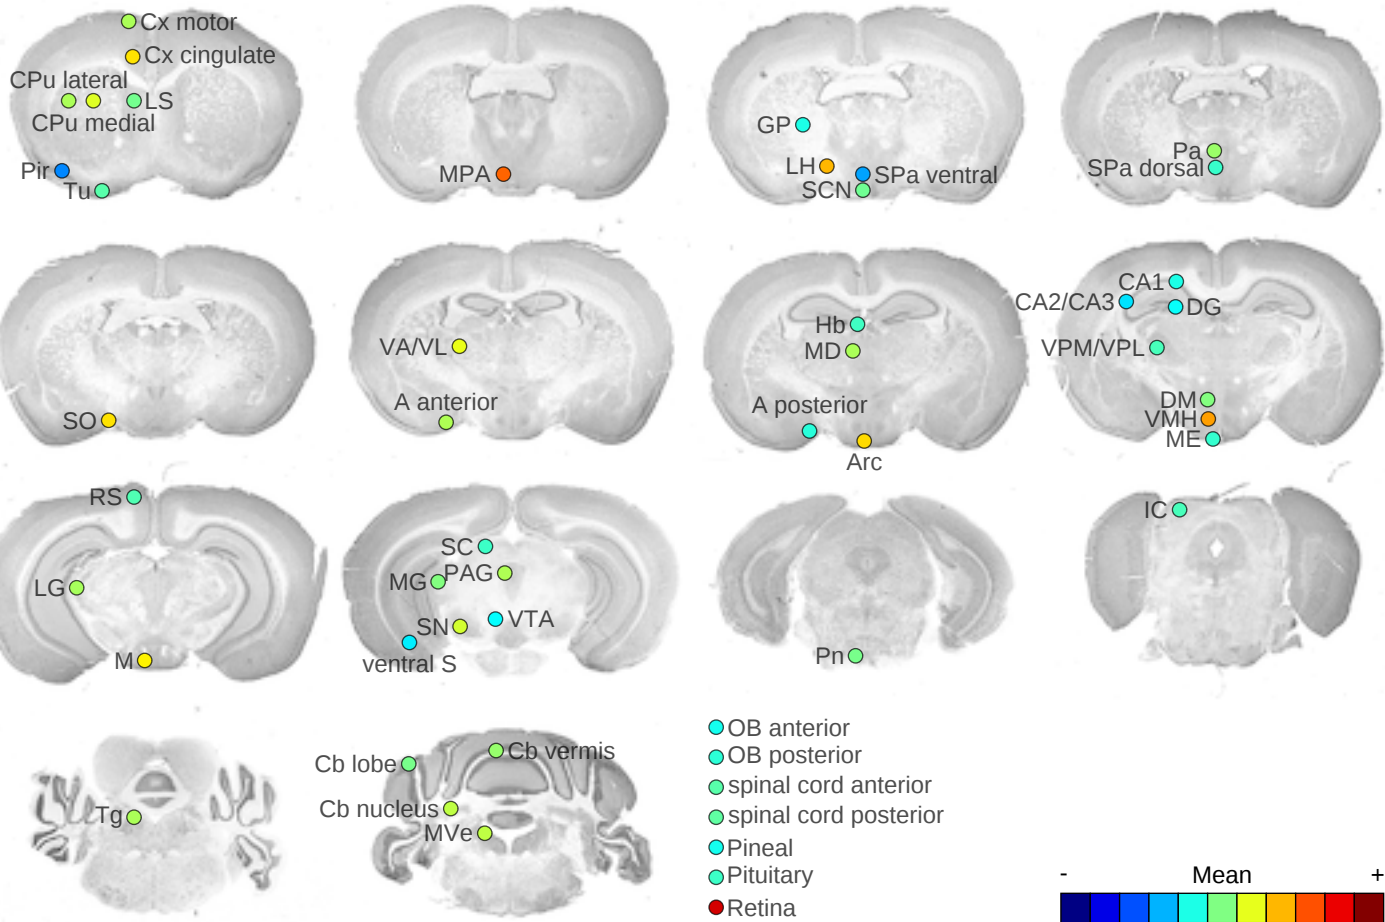 Cx motor
Cx cingulate
CPu lateral
LS
CPu medial
Pir
Tu
MPA
GP
LH
SPa ventral
SCN
Pa
SPa dorsal
SO
VA/VL
A anterior
Hb
MD
A posterior
Arc
CA1
CA2/CA3
DG
VPM/VPL
DM
VMH
ME
RS
LG
M
SC
MG
PAG
SN
VTA
ventral S
Pn
IC
Tg
Cb lobe
Cb vermis
Cb nucleus
MVe
OB anterior
OB posterior
spinal cord anterior
spinal cord posterior
Pineal
Pituitary
Retina
- Mean +